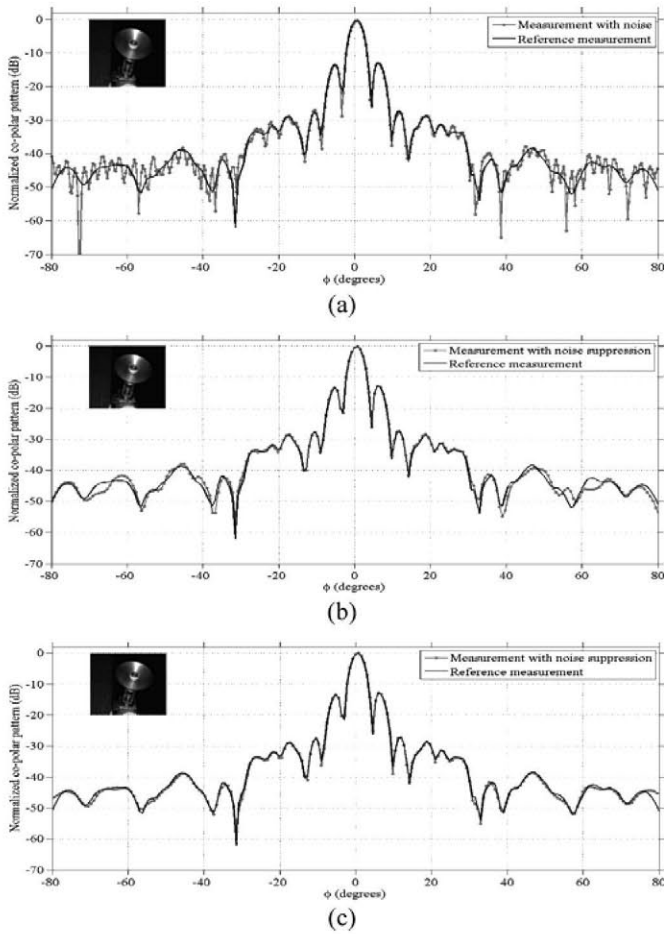 Normalized co-polar pattern (dB)
0
-10
-20
-30
-40
-50
-60
-70
Measurement with noise
Reference measurement
-80 -60 -40 -20 0 20 40 60 80
ϕ (degrees)
(a)
Normalized co-polar pattern (dB)
0
-10
-20
-30
-40
-50
-60
-70
Measurement with noise suppression
Reference measurement
-80 -60 -40 -20 0 20 40 60 80
ϕ (degrees)
(b)
Normalized co-polar pattern (dB)
0
-10
-20
-30
-40
-50
-60
-70
Measurement with noise suppression
Reference measurement
-80 -60 -40 -20 0 20 40 60 80
ϕ (degrees)
(c)